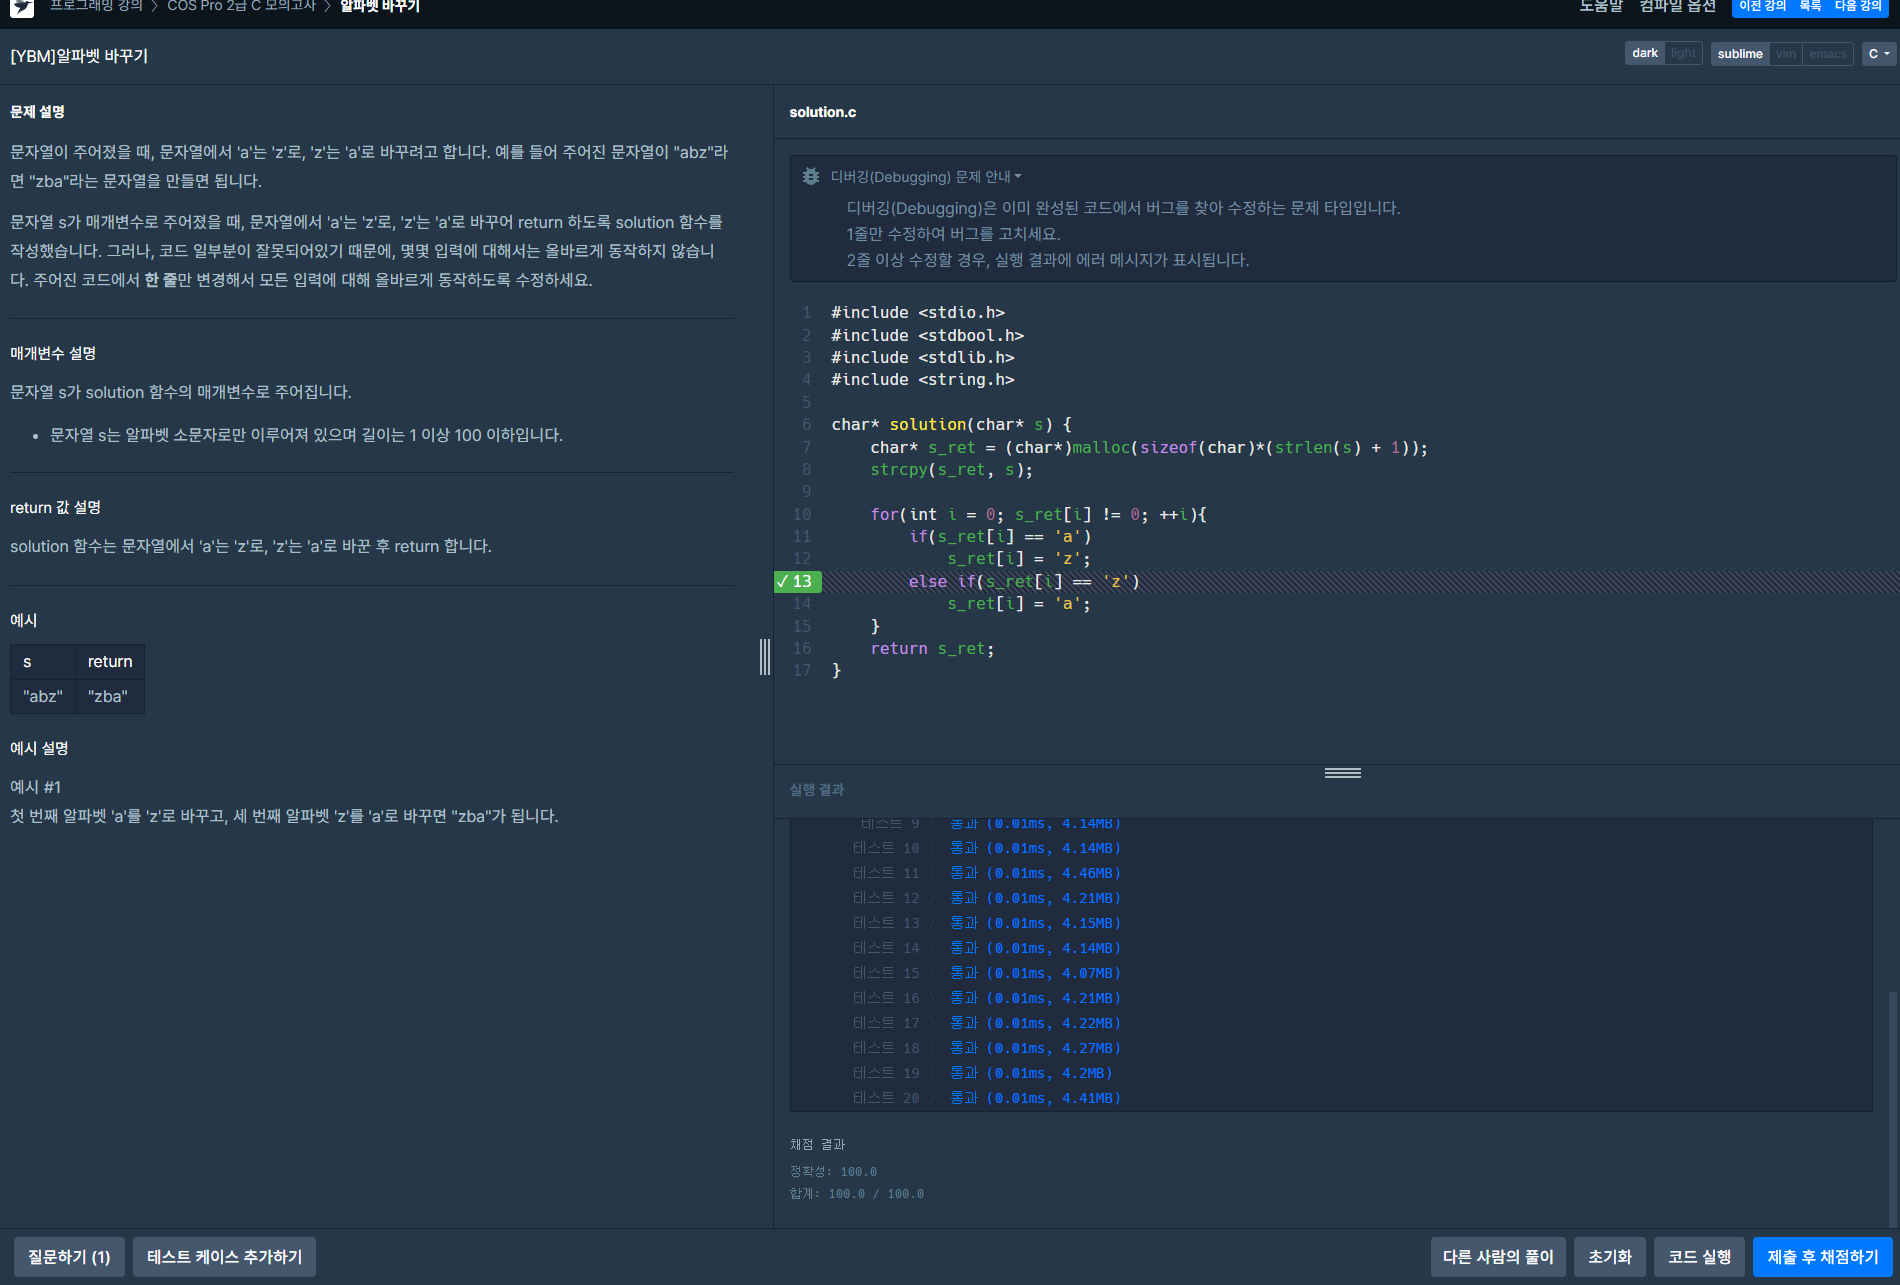 프로그래밍 강의 > COS Pro 2급 C 모의고사 > 알파벳 바꾸기
도움말 컴파일 옵션 이전 강의 목록 다음 강의
[YBM]알파벳 바꾸기
dark light sublime vim emacs C
문제 설명
문자열이 주어졌을 때, 문자열에서 'a'는 'z'로, 'z'는 'a'로 바꾸려고 합니다. 예를 들어 주어진 문자열이 "abz"라
면 "zba"라는 문자열을 만들면 됩니다.
문자열 s가 매개변수로 주어졌을 때, 문자열에서 'a'는 'z'로, 'z'는 'a'로 바꾸어 return 하도록 solution 함수를
작성했습니다. 그러나, 코드 일부분이 잘못되어있기 때문에, 몇몇 입력에 대해서는 올바르게 동작하지 않습니
다. 주어진 코드에서 한 줄만 변경해서 모든 입력에 대해 올바르게 동작하도록 수정하세요.
매개변수 설명
문자열 s가 solution 함수의 매개변수로 주어집니다.
• 문자열 s는 알파벳 소문자로만 이루어져 있으며 길이는 1 이상 100 이하입니다.
return 값 설명
solution 함수는 문자열에서 'a'는 'z'로, 'z'는 'a'로 바꾼 후 return 합니다.
예시
s return
"abz" "zba"
예시 설명
예시 #1
첫 번째 알파벳 'a'를 'z'로 바꾸고, 세 번째 알파벳 'z'를 'a'로 바꾸면 "zba"가 됩니다.
solution.c
디버깅(Debugging) 문제 안내
디버깅(Debugging)은 이미 완성된 코드에서 버그를 찾아 수정하는 문제 타입입니다.
1줄만 수정하여 버그를 고치세요.
2줄 이상 수정할 경우, 실행 결과에 에러 메시지가 표시됩니다.
1 #include <stdio.h>
2 #include <stdbool.h>
3 #include <stdlib.h>
4 #include <string.h>
5
6 char* solution(char* s) {
7     char* s_ret = (char*)malloc(sizeof(char)*(strlen(s) + 1));
8     strcpy(s_ret, s);
9
10     for(int i = 0; s_ret[i] != 0; ++i){
11         if(s_ret[i] == 'a')
12             s_ret[i] = 'z';
✓ 13         else if(s_ret[i] == 'z')
14             s_ret[i] = 'a';
15     }
16     return s_ret;
17 }
실행 결과
테스트 9 〉 통과 (0.01ms, 4.14MB)
테스트 10 〉 통과 (0.01ms, 4.14MB)
테스트 11 〉 통과 (0.01ms, 4.46MB)
테스트 12 〉 통과 (0.01ms, 4.21MB)
테스트 13 〉 통과 (0.01ms, 4.15MB)
테스트 14 〉 통과 (0.01ms, 4.14MB)
테스트 15 〉 통과 (0.01ms, 4.07MB)
테스트 16 〉 통과 (0.01ms, 4.21MB)
테스트 17 〉 통과 (0.01ms, 4.22MB)
테스트 18 〉 통과 (0.01ms, 4.27MB)
테스트 19 〉 통과 (0.01ms, 4.2MB)
테스트 20 〉 통과 (0.01ms, 4.41MB)
채점 결과
정확성: 100.0
합계: 100.0 / 100.0
질문하기 (1) 테스트 케이스 추가하기 다른 사람의 풀이 초기화 코드 실행 제출 후 채점하기